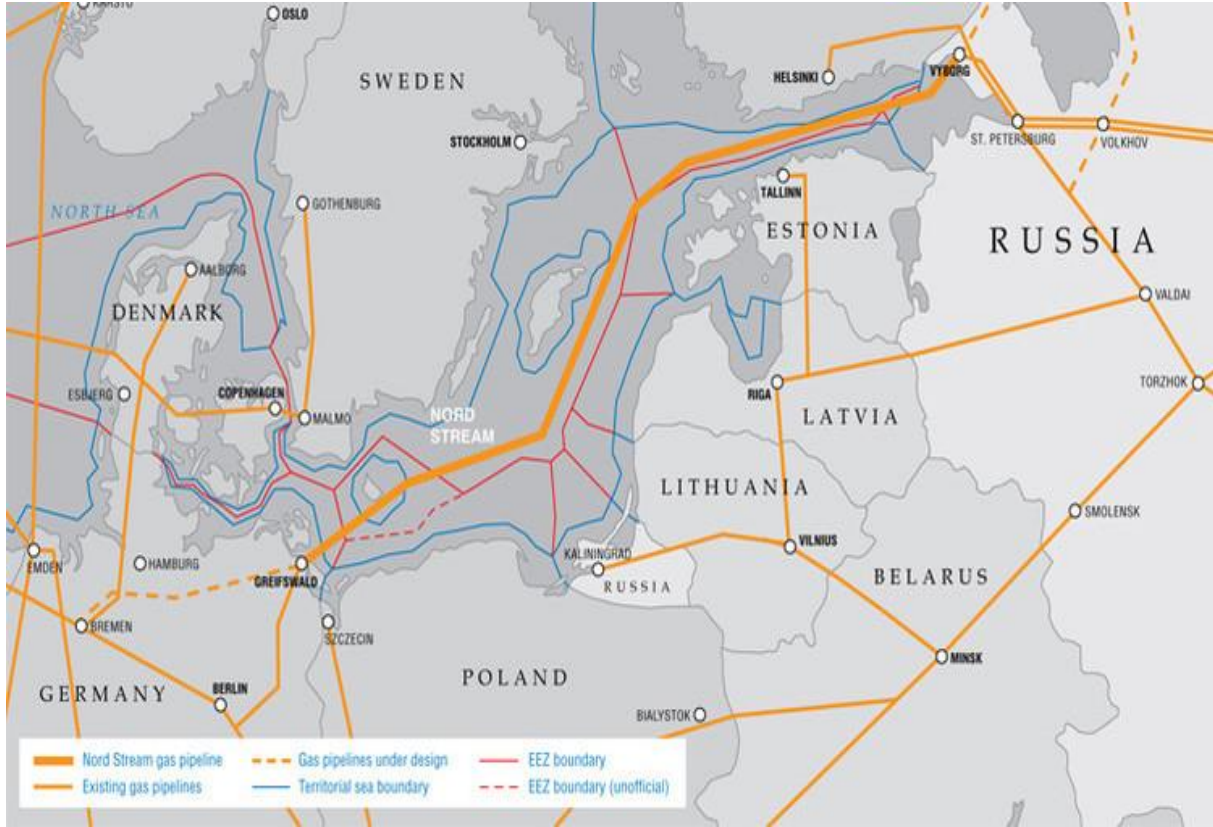 KARSTO
OSLO
SWEDEN
HELSINKI
VYBORG
STOCKHOLM
ST. PETERSBURG
VOLKHOV
TALLINN
NORTH SEA
GOTHENBURG
ESTONIA
RUSSIA
AALBORG
VALDAI
DENMARK
ESBJERG
COPENHAGEN
MALMO
NORD
STREAM
RIGA
TORZHOK
LATVIA
LITHUANIA
SMOLENSK
EMDEN
HAMBURG
GREIFSWALD
KALININGRAD
VILNIUS
RUSSIA
BELARUS
BREMEN
SZCZECIN
MINSK
GERMANY
BERLIN
POLAND
BIALYSTOK
Nord Stream gas pipeline
Existing gas pipelines
Gas pipelines under design
Territorial sea boundary
EEZ boundary
EEZ boundary (unofficial)